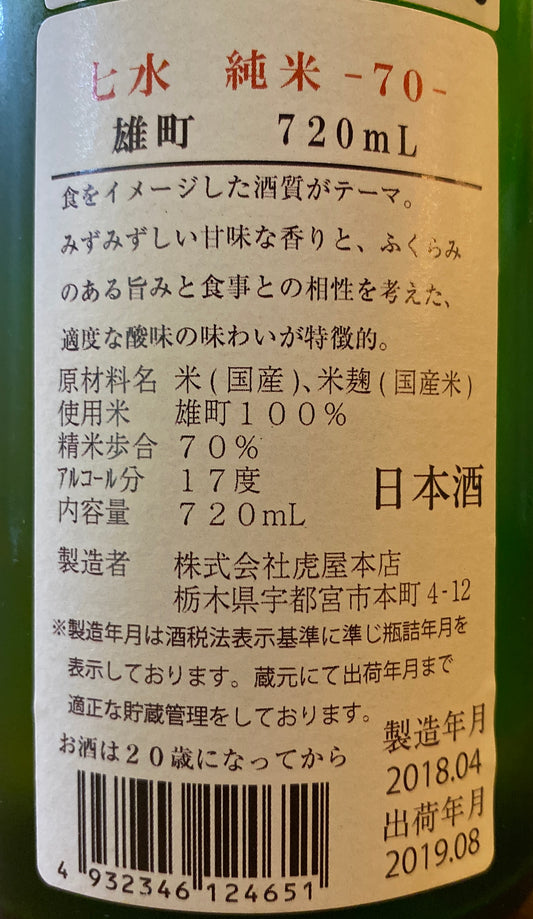 七水 純米 -70-
雄町 720mL
食をイメージした酒質がテーマ。
みずみずしい甘味な香りと、ふくらみ
のある旨みと食事との相性を考えた、
適度な酸味の味わいが特徴的。
原材料名 米(国産)、米麹(国産米)
使用米 雄町100%
精米歩合 70%
アルコール分 17度
内容量 720mL
日本酒
製造者 株式会社虎屋本店
栃木県宇都宮市本町4-12
※製造年月は酒税法表示基準に準じ瓶詰年月を
表示しております。蔵元にて出荷年月まで
適正な貯蔵管理をしております。
お酒は20歳になってから
製造年月
2018.04
出荷年月
2019.08
4 932346 124651